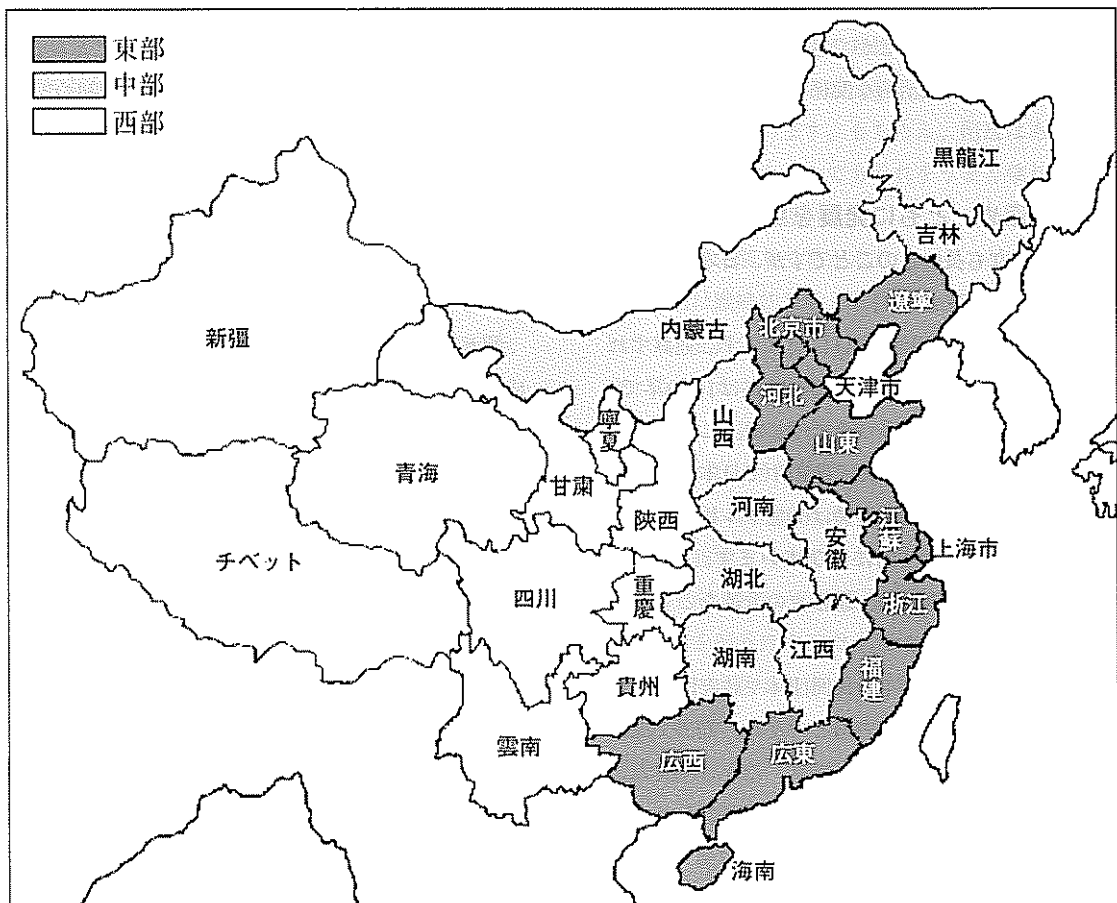 東部
中部
西部
黒龍江
吉林
遼寧
内蒙古
北京市
新疆
天津市
河北
寧夏
山西
山東
青海
甘粛
河南
陝西
江蘇
安徽
上海市
チベット
湖北
重慶
四川
浙江
湖南
江西
福建
貴州
雲南
広西
広東
海南